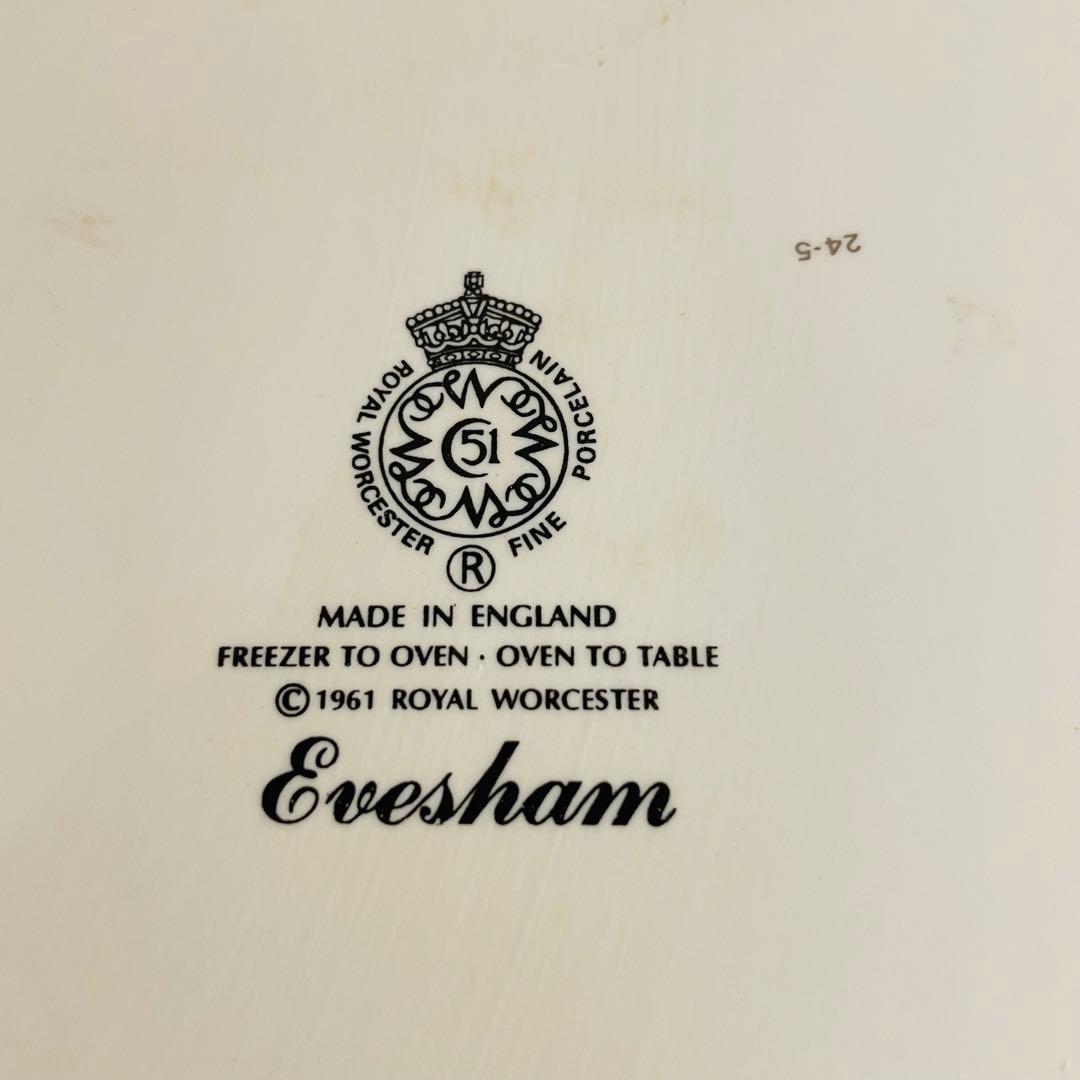 24-5
ROYAL WORCESTER FINE PORCELAIN
C51
®
MADE IN ENGLAND
FREEZER TO OVEN · OVEN TO TABLE
© 1961 ROYAL WORCESTER
Evesham